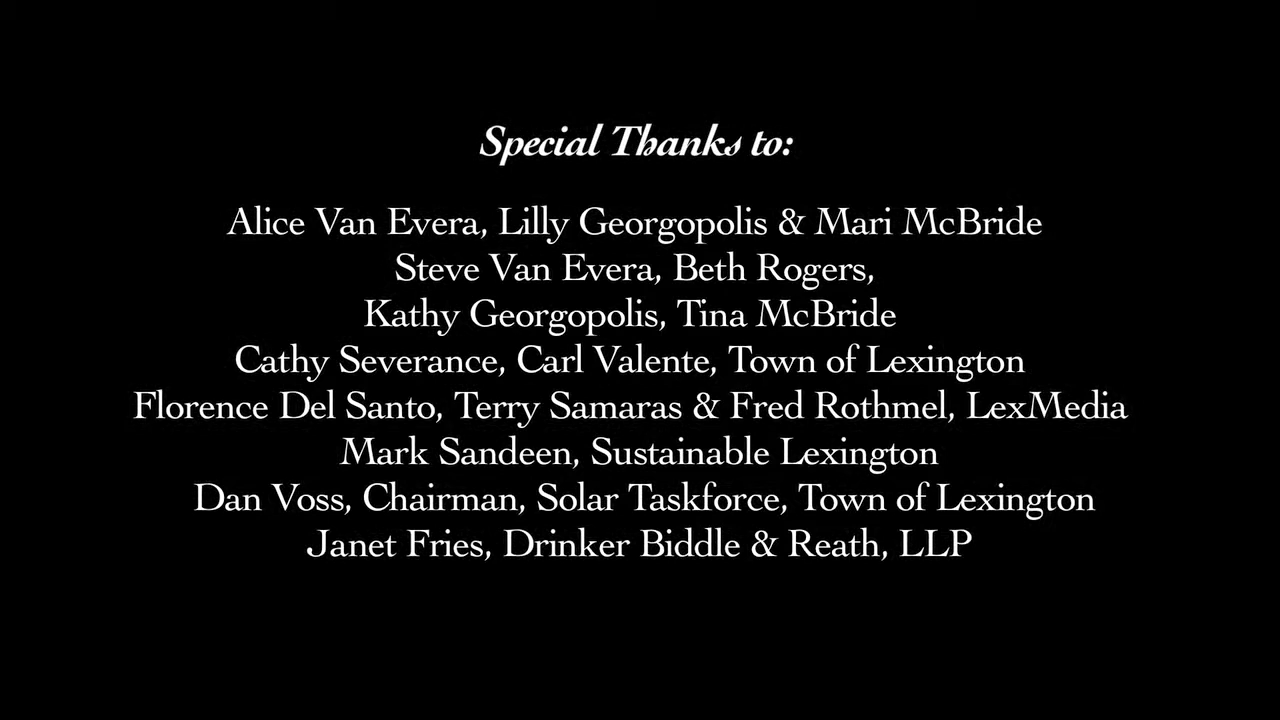 Special Thanks to:
Alice Van Evera, Lilly Georgopolis & Mari McBride
Steve Van Evera, Beth Rogers,
Kathy Georgopolis, Tina McBride
Cathy Severance, Carl Valente, Town of Lexington
Florence Del Santo, Terry Samaras & Fred Rothmel, LexMedia
Mark Sandeen, Sustainable Lexington
Dan Voss, Chairman, Solar Taskforce, Town of Lexington
Janet Fries, Drinker Biddle & Reath, LLP